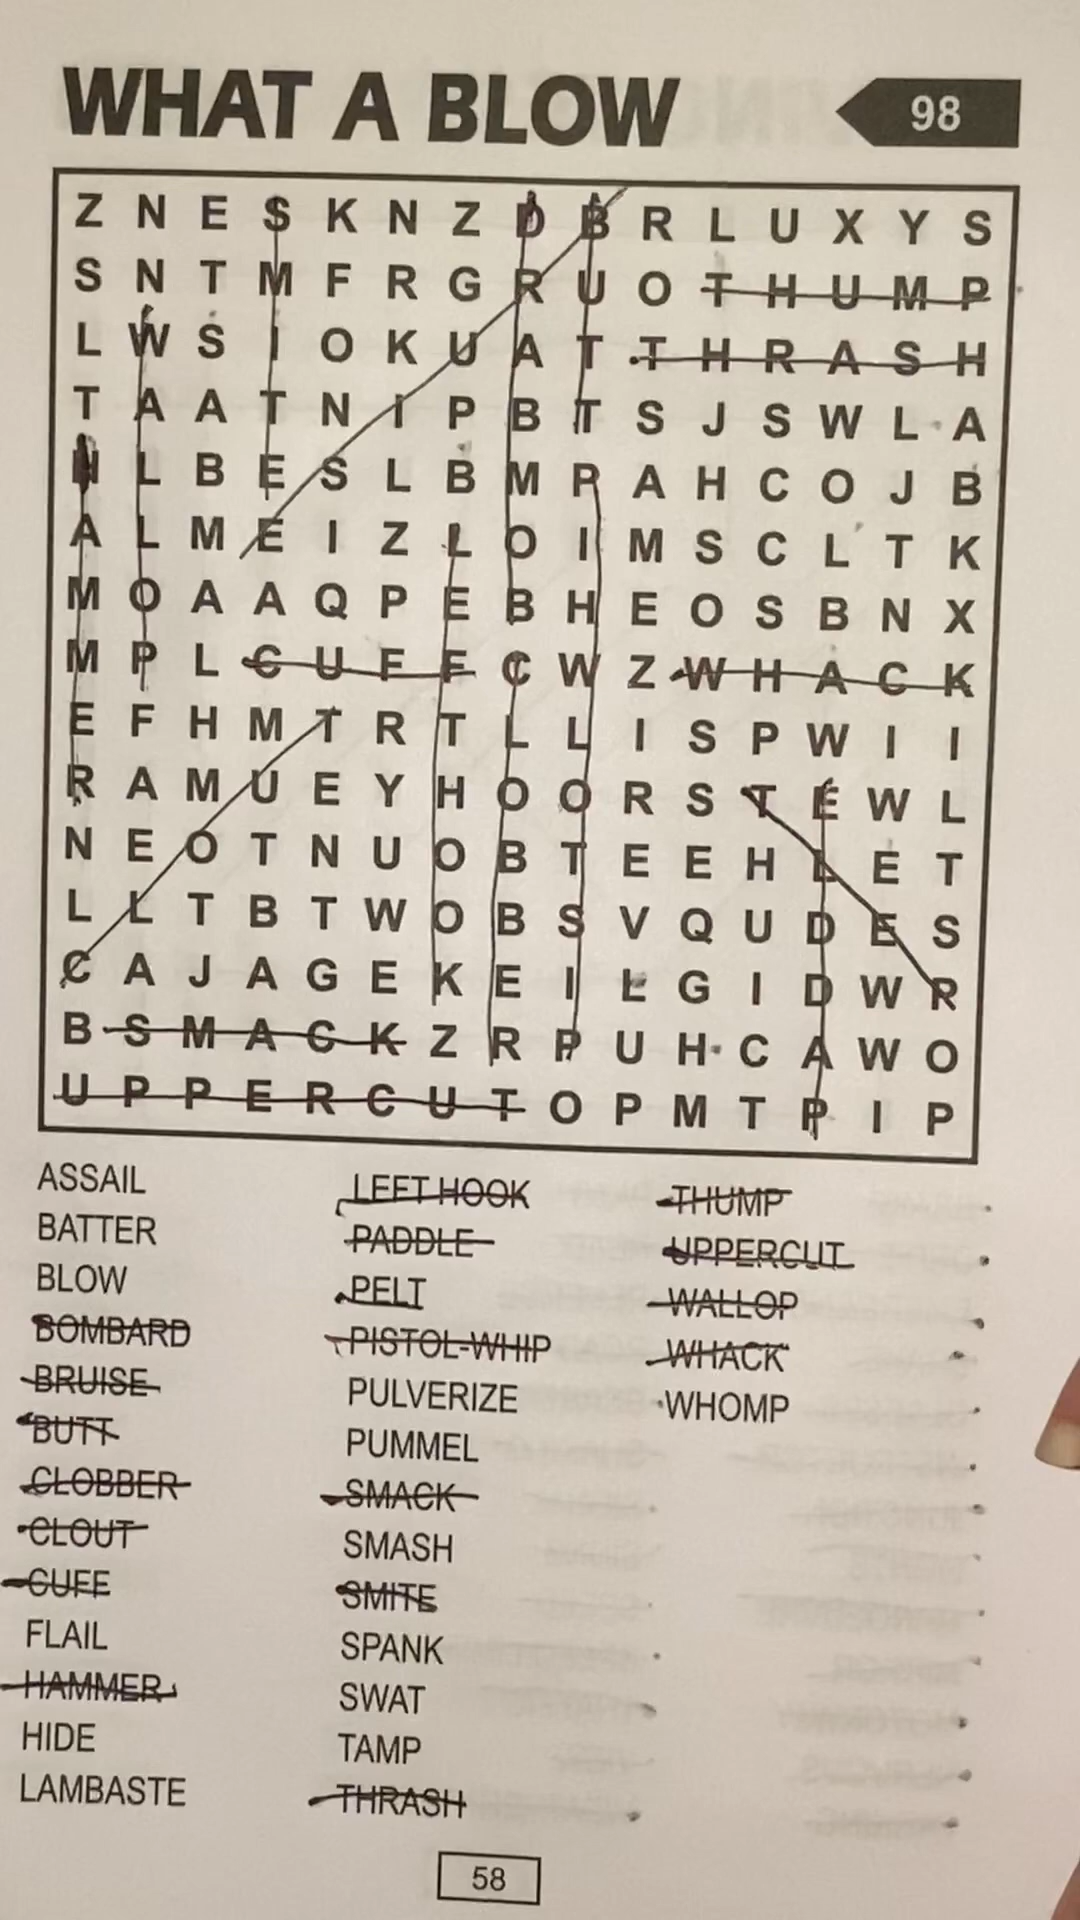 WHAT A BLOW
98
Z N E S K N Z D B R L U X Y S
S N T M F R G R U O T H U M P
L W S I O K U A T T H R A S H
T A A T N I P B T S J S W L A
H L B E S L B M P A H C O J B
A L M E I Z L O I M S C L T K
M O A A Q P E B H E O S B N X
M P L C U F F C W Z W H A C K
E F H M T R T L L I S P W I I
R A M U E Y H O O R S T E W L
N E O T N U O B T E E H L E T
L L T B T W O B S V Q U D E S
C A J A G E K E I L G I D W R
B S M A C K Z R P U H C A W O
U P P E R C U T O P M T P I P
ASSAIL
BATTER
BLOW
BOMBARD
BRUISE
BUTT
CLOBBER
CLOUT
CUFF
FLAIL
HAMMER
HIDE
LAMBASTE
LEFT HOOK
PADDLE
PELT
PISTOL-WHIP
PULVERIZE
PUMMEL
SMACK
SMASH
SMITE
SPANK
SWAT
TAMP
THRASH
THUMP
UPPERCUT
WALLOP
WHACK
WHOMP
58